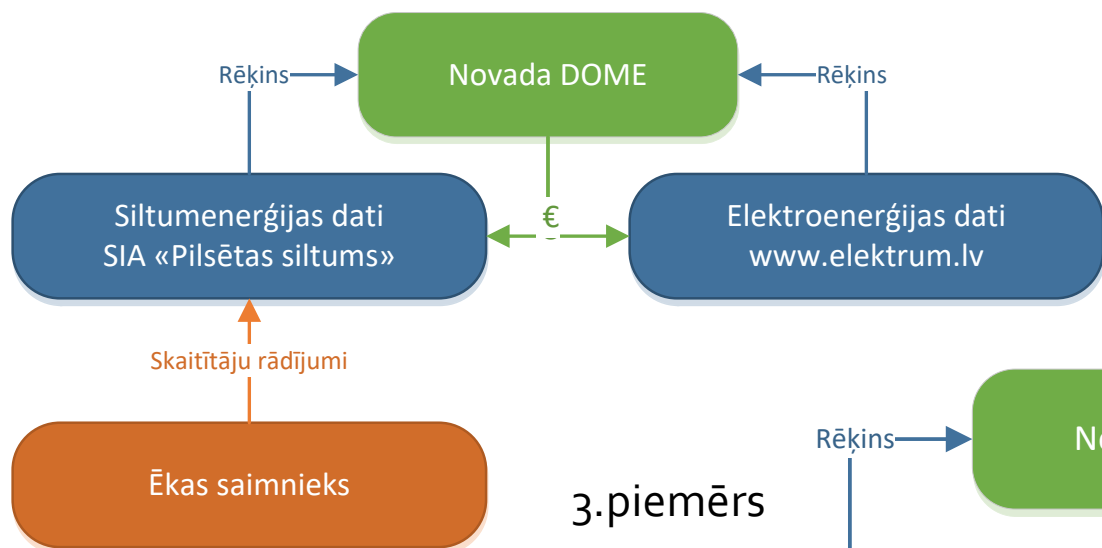 Rēķins
Novada DOME
Rēķins
Siltumenerģijas dati
SIA «Pilsētas siltums»
€
Elektroenerģijas dati
www.elektrum.lv
Skaitītāju rādījumi
Ēkas saimnieks
3.piemērs
Rēķins